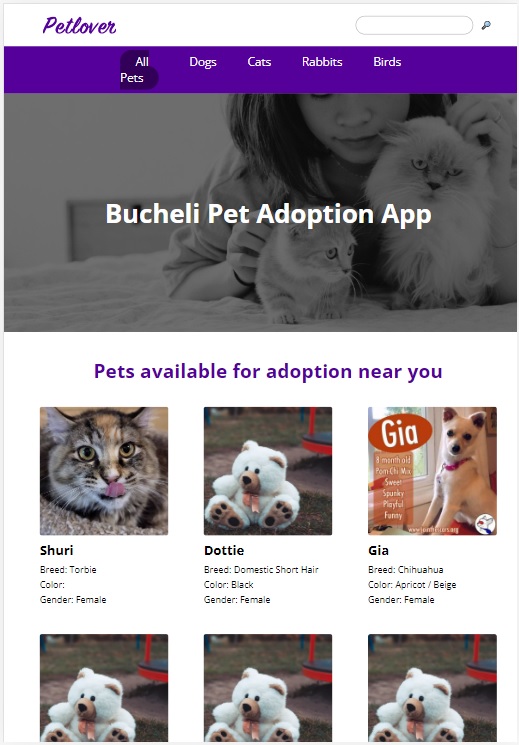 Petlover
All
Pets
Dogs
Cats
Rabbits
Birds
Bucheli Pet Adoption App
Pets available for adoption near you
Gia
8 month old
Pom-Chi Mix
Sweet
Spunky
Playful
Funny
Shuri
Breed: Torbie
Color:
Gender: Female
Dottie
Breed: Domestic Short Hair
Color: Black
Gender: Female
Gia
Breed: Chihuahua
Color: Apricot / Beige
Gender: Female